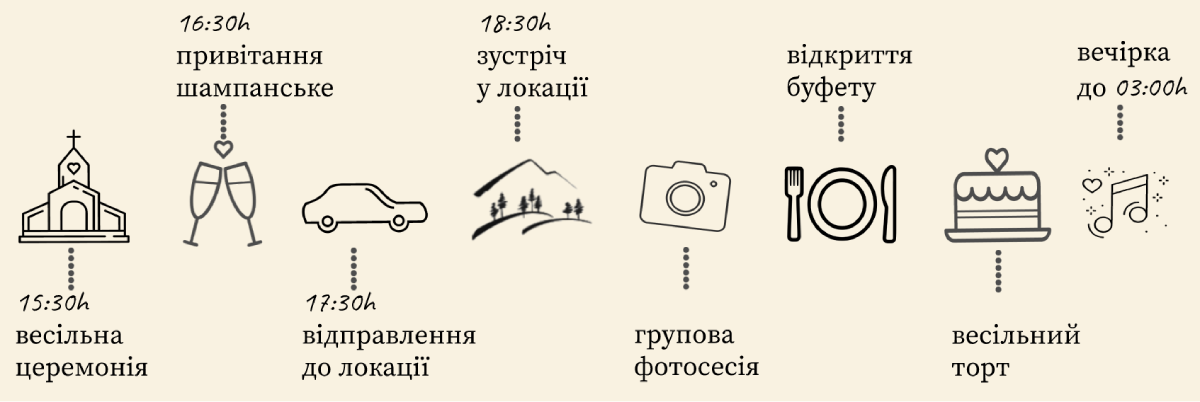 15:30h
весільна
церемонія
16:30h
привітання
шампанське
17:30h
відправлення
до локації
18:30h
зустріч
у локації
групова
фотосесія
відкриття
буфету
весільний
торт
вечірка
до 03:00h